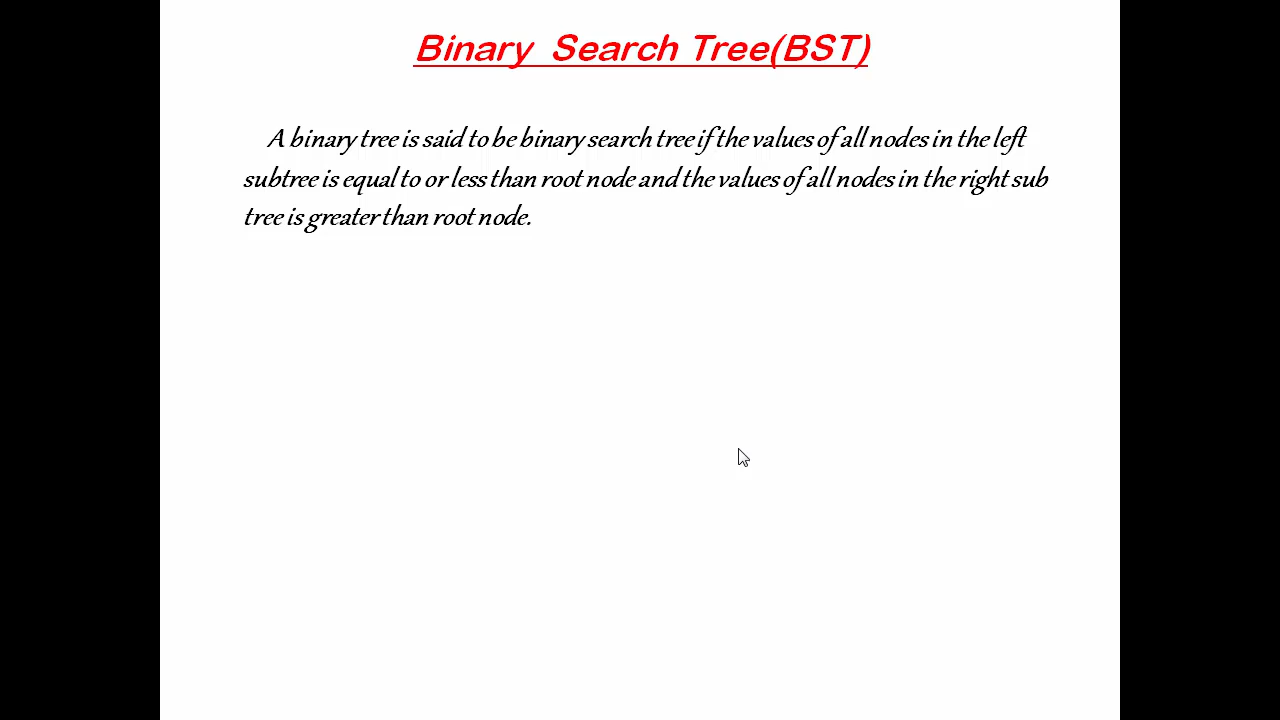 Binary Search Tree(BST)
A binary tree is said to be binary search tree if the values of all nodes in the left
subtree is equal to or less than root node and the values of all nodes in the right sub
tree is greater than root node.